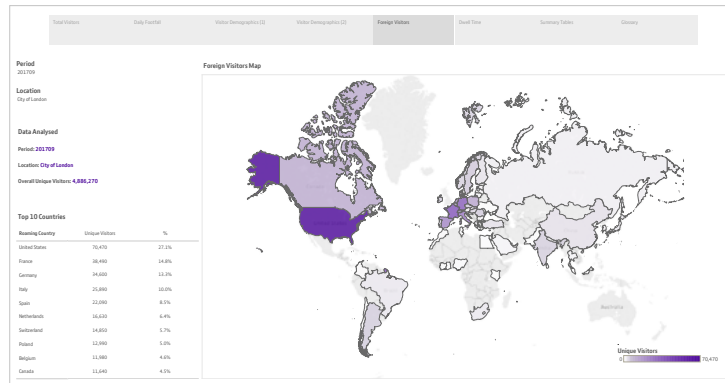 Total Visitors
Daily Footfall
Visitor Demographics (1)
Visitor Demographics (2)
Foreign Visitors
Dwell Time
Summary Tables
Glossary
Period
201709
Location
City of London
Data Analysed
Period: 201709
Location: City of London
Overall Unique Visitors: 4,686,270
Top 10 Countries
Roaming Country Unique Visitors %
United States 70,470 27.1%
France 38,490 14.8%
Germany 34,600 13.3%
Italy 25,890 10.0%
Spain 22,090 8.5%
Netherlands 16,630 6.4%
Switzerland 14,850 5.7%
Poland 12,990 5.0%
Belgium 11,980 4.6%
Canada 11,640 4.5%
Foreign Visitors Map
Australia
Unique Visitors
0 70,470